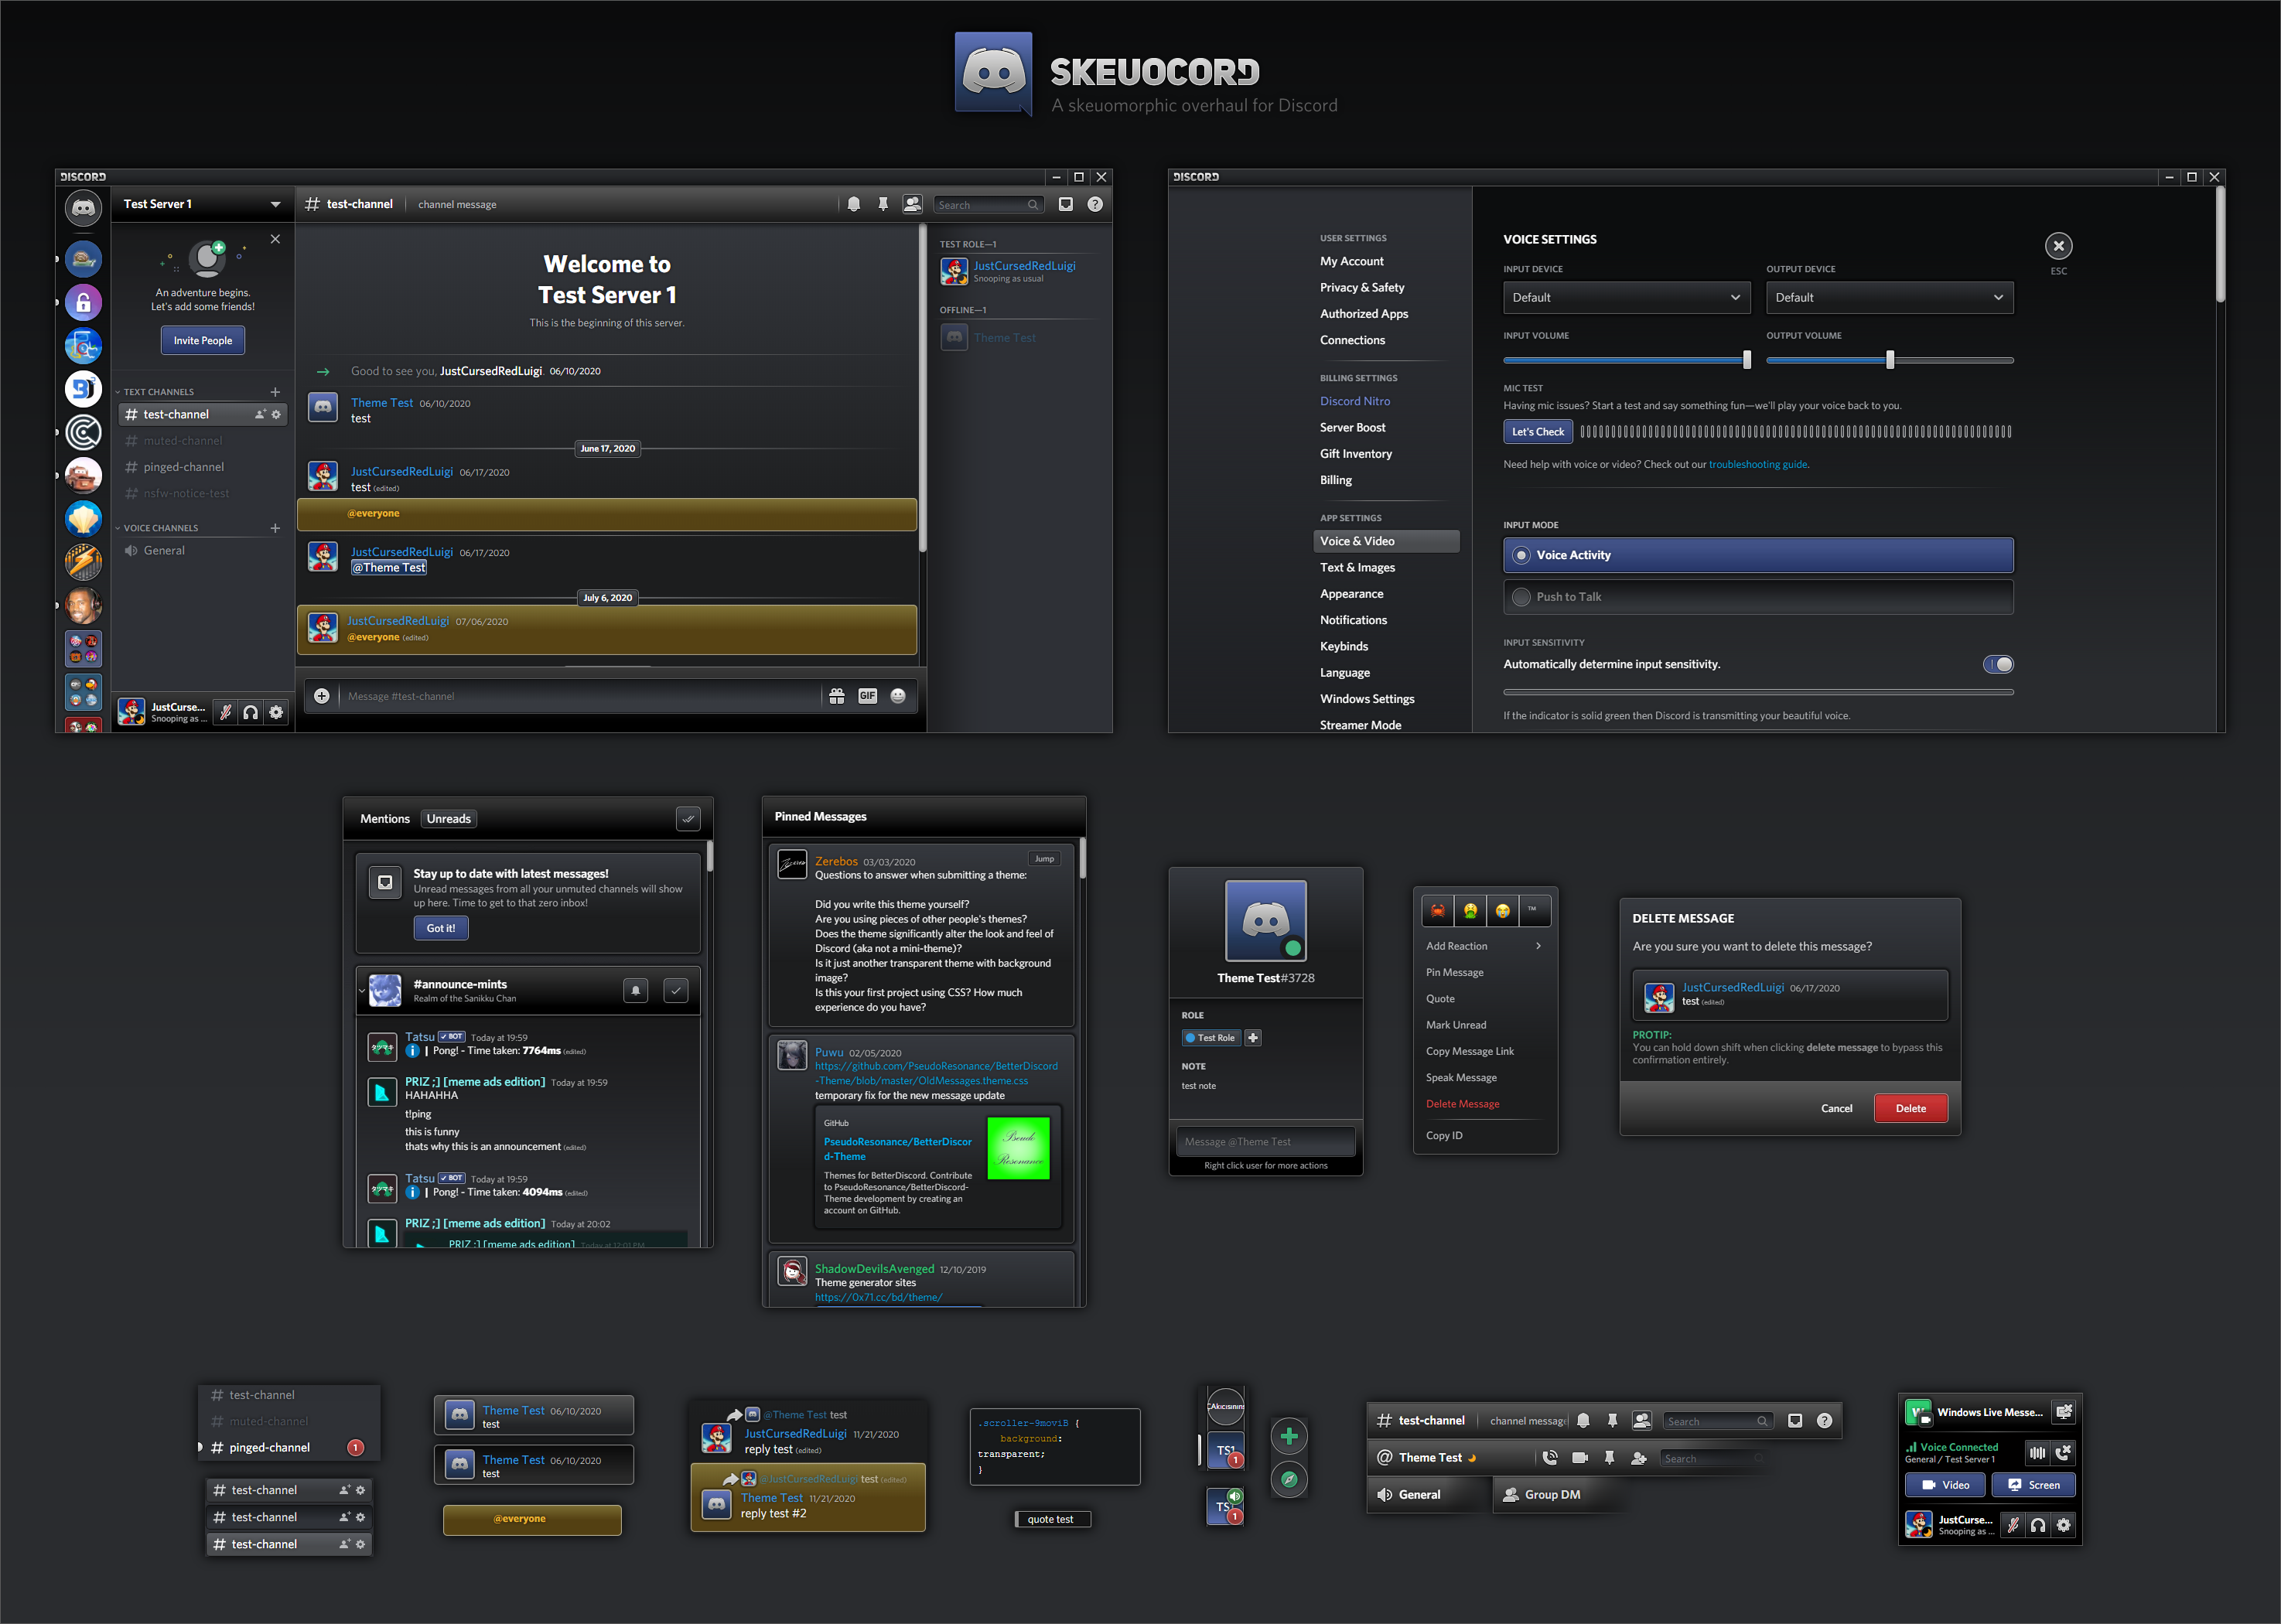 SKEUOCORD
A skeuomorphic overhaul for Discord
DISCORD
Test Server 1
test-channel
channel message
Search
An adventure begins.
Let's add some friends!
Invite People
TEXT CHANNELS
test-channel
muted-channel
pinged-channel
nsfw-notice-test
VOICE CHANNELS
General
JustCurse...
Snooping as ...
Welcome to
Test Server 1
This is the beginning of this server.
Good to see you, JustCursedRedLuigi. 06/10/2020
Theme Test 06/10/2020
test
June 17, 2020
JustCursedRedLuigi 06/17/2020
test (edited)
@everyone
JustCursedRedLuigi 06/17/2020
@Theme Test
July 6, 2020
JustCursedRedLuigi 07/06/2020
@everyone (edited)
Message #test-channel
GIF
TEST ROLE—1
JustCursedRedLuigi
Snooping as usual
OFFLINE—1
Theme Test
DISCORD
USER SETTINGS
My Account
Privacy & Safety
Authorized Apps
Connections
BILLING SETTINGS
Discord Nitro
Server Boost
Gift Inventory
Billing
APP SETTINGS
Voice & Video
Text & Images
Appearance
Notifications
Keybinds
Language
Windows Settings
Streamer Mode
VOICE SETTINGS
ESC
INPUT DEVICE
OUTPUT DEVICE
Default
Default
INPUT VOLUME
OUTPUT VOLUME
MIC TEST
Having mic issues? Start a test and say something fun—we'll play your voice back to you.
Let's Check
Need help with voice or video? Check out our troubleshooting guide.
INPUT MODE
Voice Activity
Push to Talk
INPUT SENSITIVITY
Automatically determine input sensitivity.
If the indicator is solid green then Discord is transmitting your beautiful voice.
Mentions
Unreads
Stay up to date with latest messages!
Unread messages from all your unmuted channels will show
up here. Time to get to that zero inbox!
Got it!
#announce-mints
Realm of the Sanikku Chan
Tatsu BOT Today at 19:59
| Pong! - Time taken: 7764ms (edited)
PRIZ ;] [meme ads edition] Today at 19:59
HAHAHHA
t!ping
this is funny
thats why this is an announcement (edited)
Tatsu BOT Today at 19:59
| Pong! - Time taken: 4094ms (edited)
PRIZ ;] [meme ads edition] Today at 20:02
PRIZ ;] [meme ads edition] Today at 12:01 PM
Pinned Messages
Zerebos 03/03/2020
Jump
Questions to answer when submitting a theme:
Did you write this theme yourself?
Are you using pieces of other people's themes?
Does the theme significantly alter the look and feel of
Discord (aka not a mini-theme)?
Is it just another transparent theme with background
image?
Is this your first project using CSS? How much
experience do you have?
Puwu 02/05/2020
https://github.com/PseudoResonance/BetterDiscord
-Theme/blob/master/OldMessages.theme.css
temporary fix for the new message update
GitHub
PseudoResonance/BetterDiscor
d-Theme
Themes for BetterDiscord. Contribute
to PseudoResonance/BetterDiscord-
Theme development by creating an
account on GitHub.
Pseudo
Resonance
ShadowDevilsAvenged 12/10/2019
Theme generator sites
https://0x71.cc/bd/theme/
Theme Test#3728
ROLE
Test Role
NOTE
test note
Message @Theme Test
Right click user for more actions
TM
Add Reaction
Pin Message
Quote
Mark Unread
Copy Message Link
Speak Message
Delete Message
Copy ID
DELETE MESSAGE
Are you sure you want to delete this message?
JustCursedRedLuigi 06/17/2020
test (edited)
PROTIP:
You can hold down shift when clicking delete message to bypass this
confirmation entirely.
Cancel
Delete
test-channel
muted-channel
pinged-channel
1
test-channel
test-channel
test-channel
Theme Test 06/10/2020
test
Theme Test 06/10/2020
test
@everyone
@Theme Test test
JustCursedRedLuigi 11/21/2020
reply test (edited)
@JustCursedRedLuigi test (edited)
Theme Test 11/21/2020
reply test #2
.scroller-9moviB {
background:
transparent;
}
quote test
TS1
1
TS
1
test-channel
channel message
Search
Theme Test
Search
General
Group DM
Windows Live Messe...
Voice Connected
General / Test Server 1
Video
Screen
JustCurse...
Snooping as ...